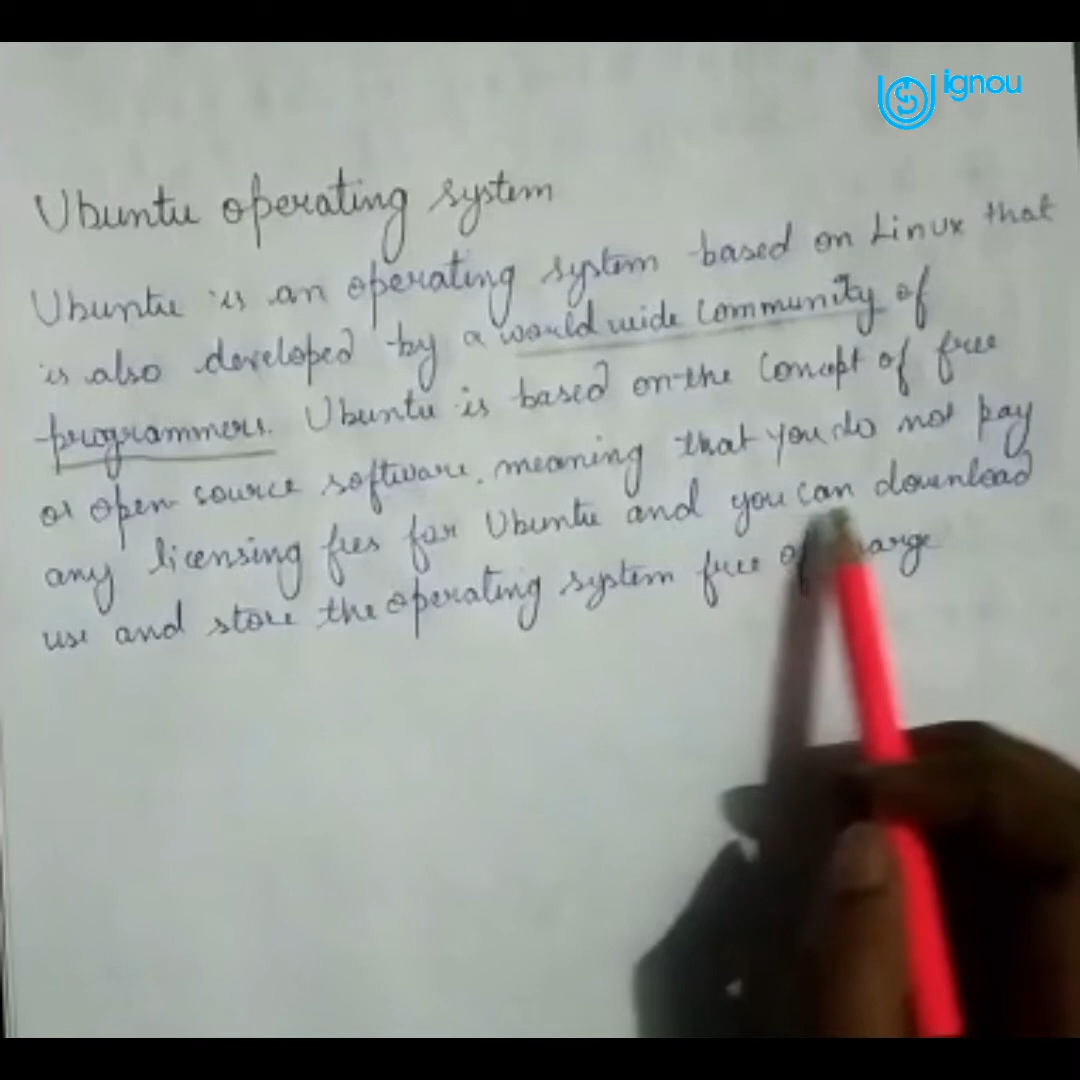 ignou
Ubuntu operating system
Ubuntu is an operating system based on Linux that
is also developed by a world wide community of
programmers. Ubuntu is based on the concept of free
or open source software, meaning that you do not pay
any licensing fees for Ubuntu and you can download
use and store the operating system free of charge